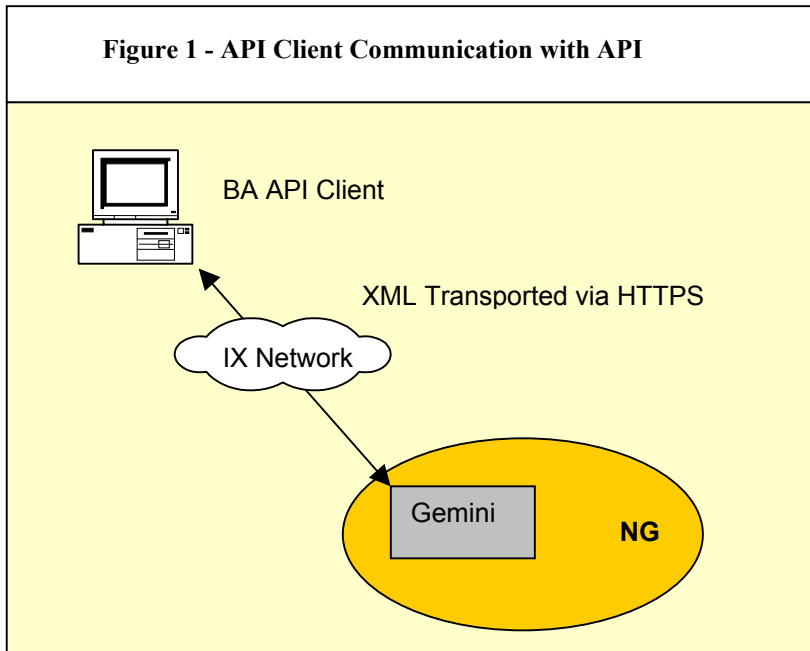 Figure 1 - API Client Communication with API
BA API Client
XML Transported via HTTPS
IX Network
Gemini
NG